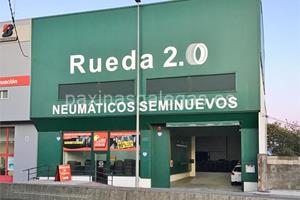 Rueda 2.0
paxinasgalegas.es
NEUMÁTICOS SEMINUEVOS